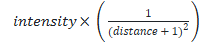 intensity × (1 / (distance + 1)²)